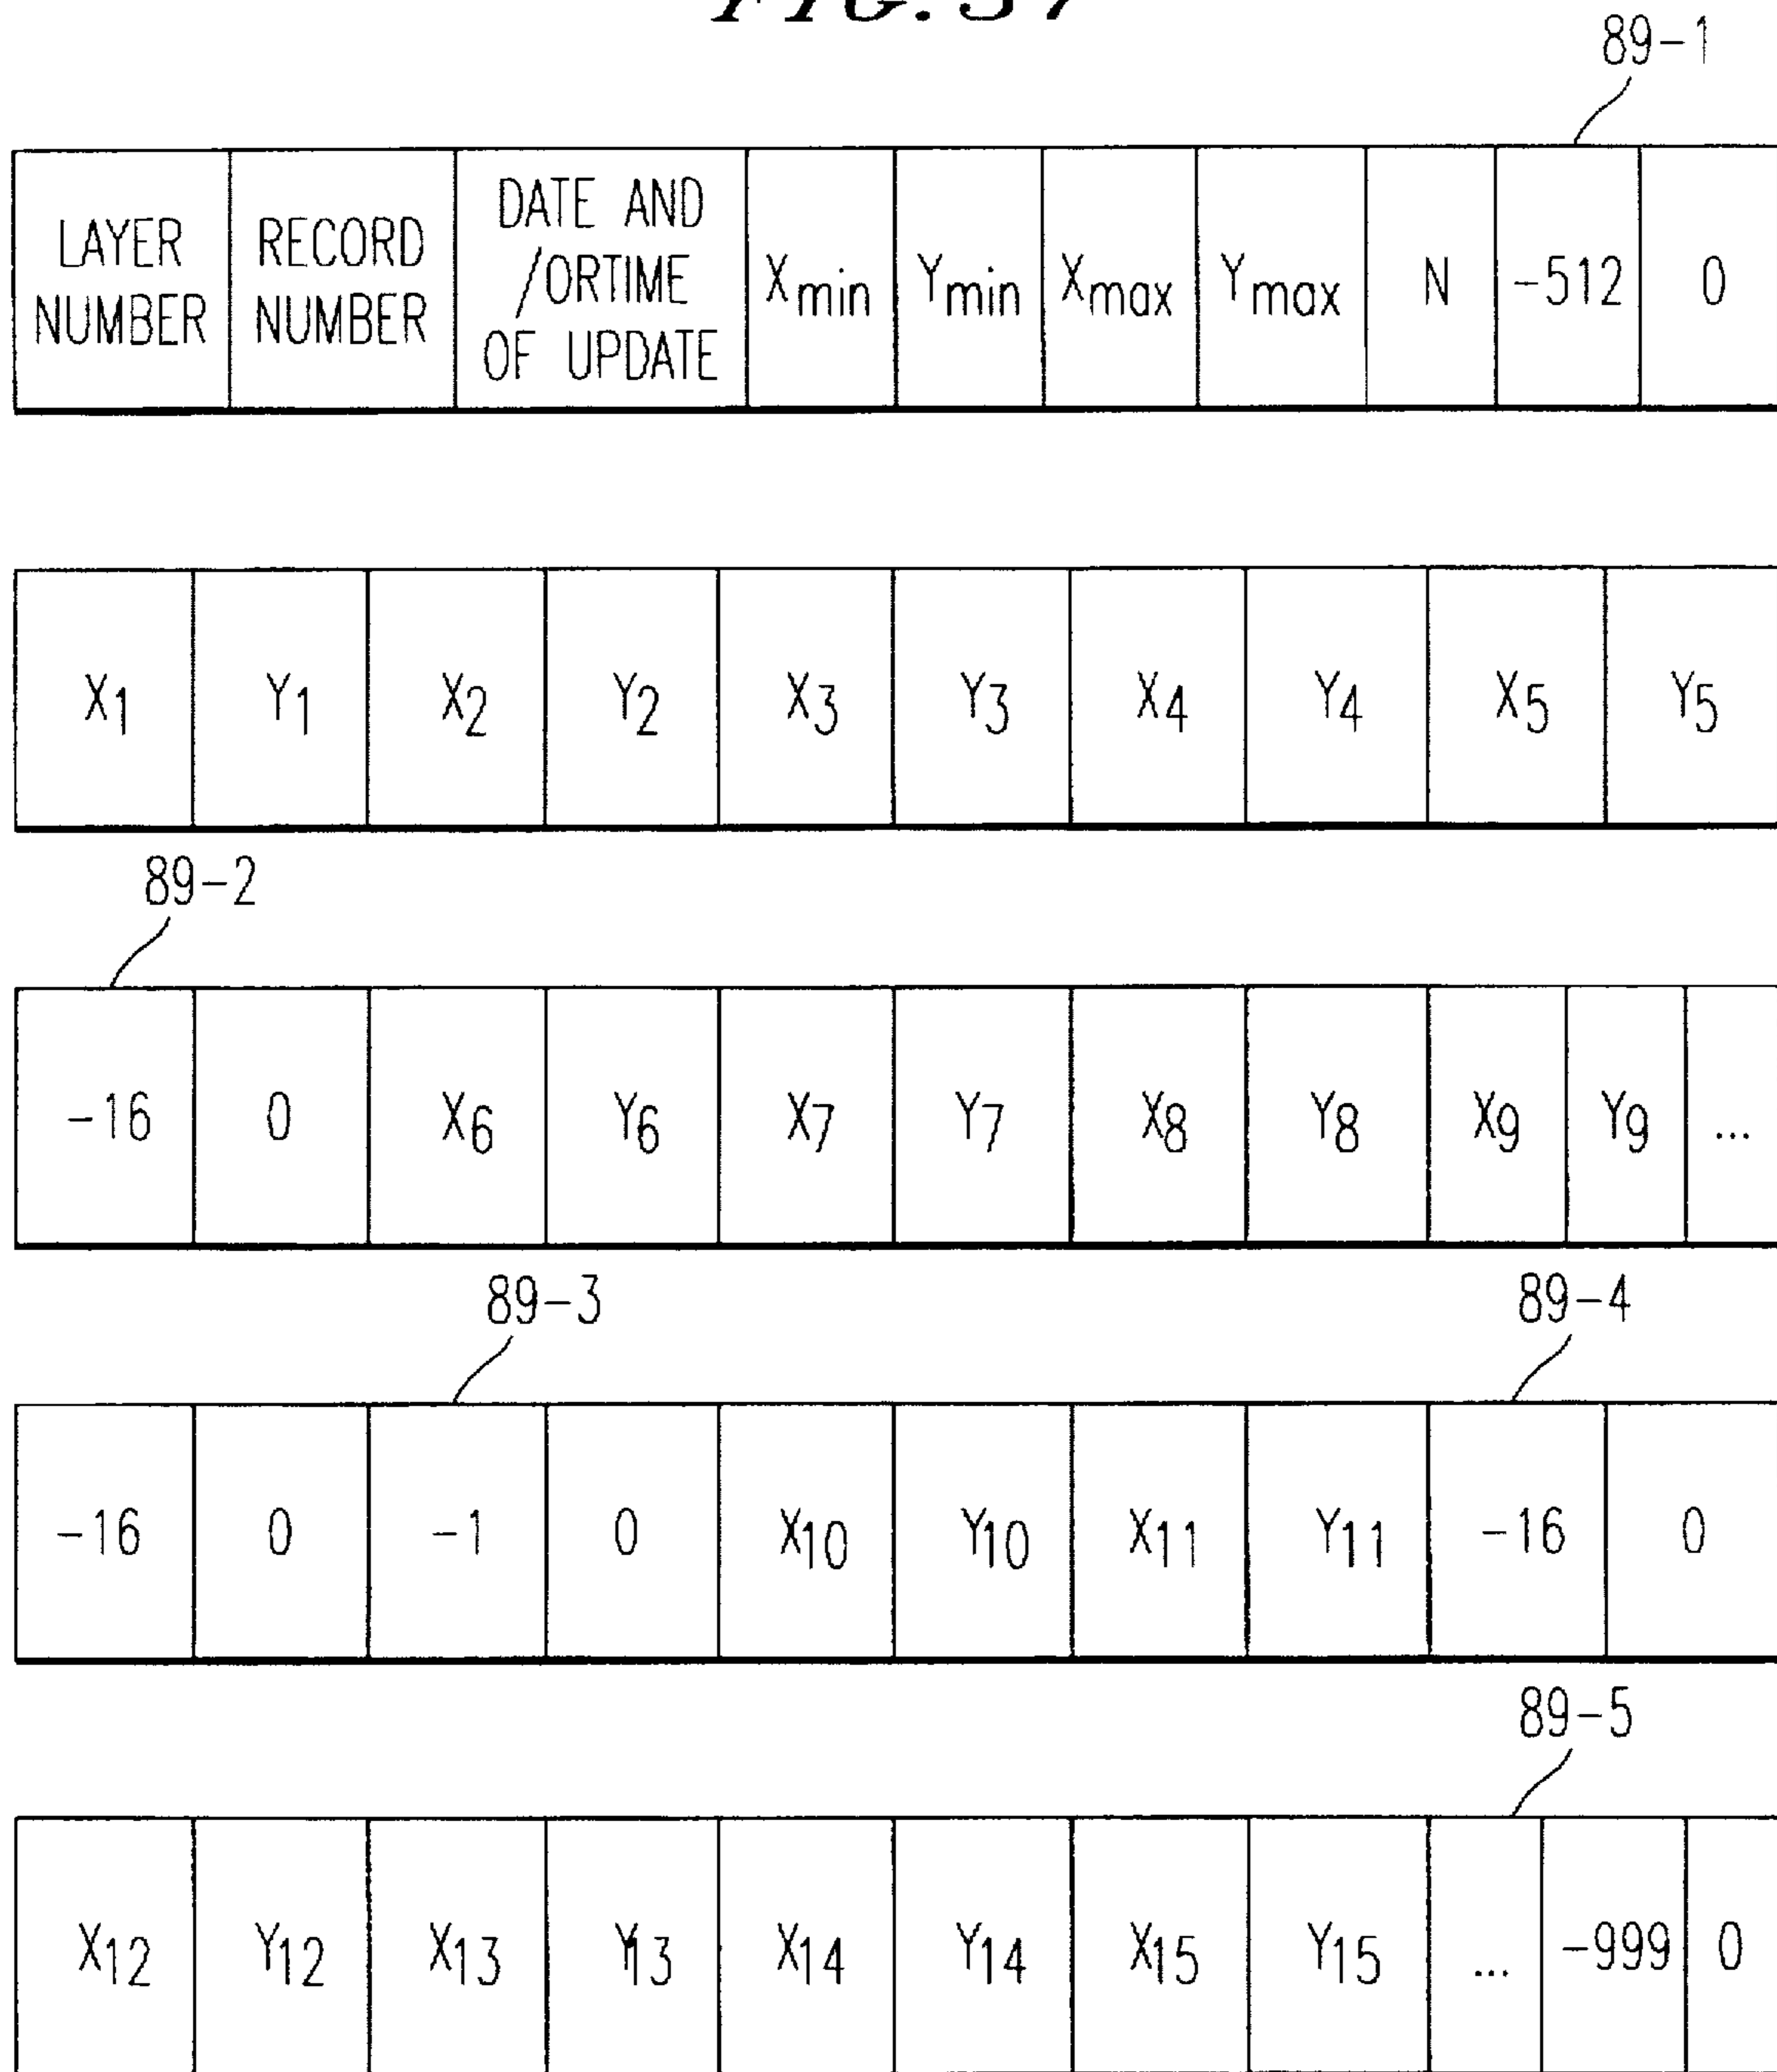 FIG. 37
89-1
LAYER NUMBER RECORD NUMBER DATE AND /ORTIME OF UPDATE Xmin Ymin Xmax Ymax N -512 0
X1 Y1 X2 Y2 X3 Y3 X4 Y4 X5 Y5
89-2
-16 0 X6 Y6 X7 Y7 X8 Y8 X9 Y9 ...
89-3 89-4
-16 0 -1 0 X10 Y10 X11 Y11 -16 0
89-5
X12 Y12 X13 Y13 X14 Y14 X15 Y15 ... -999 0